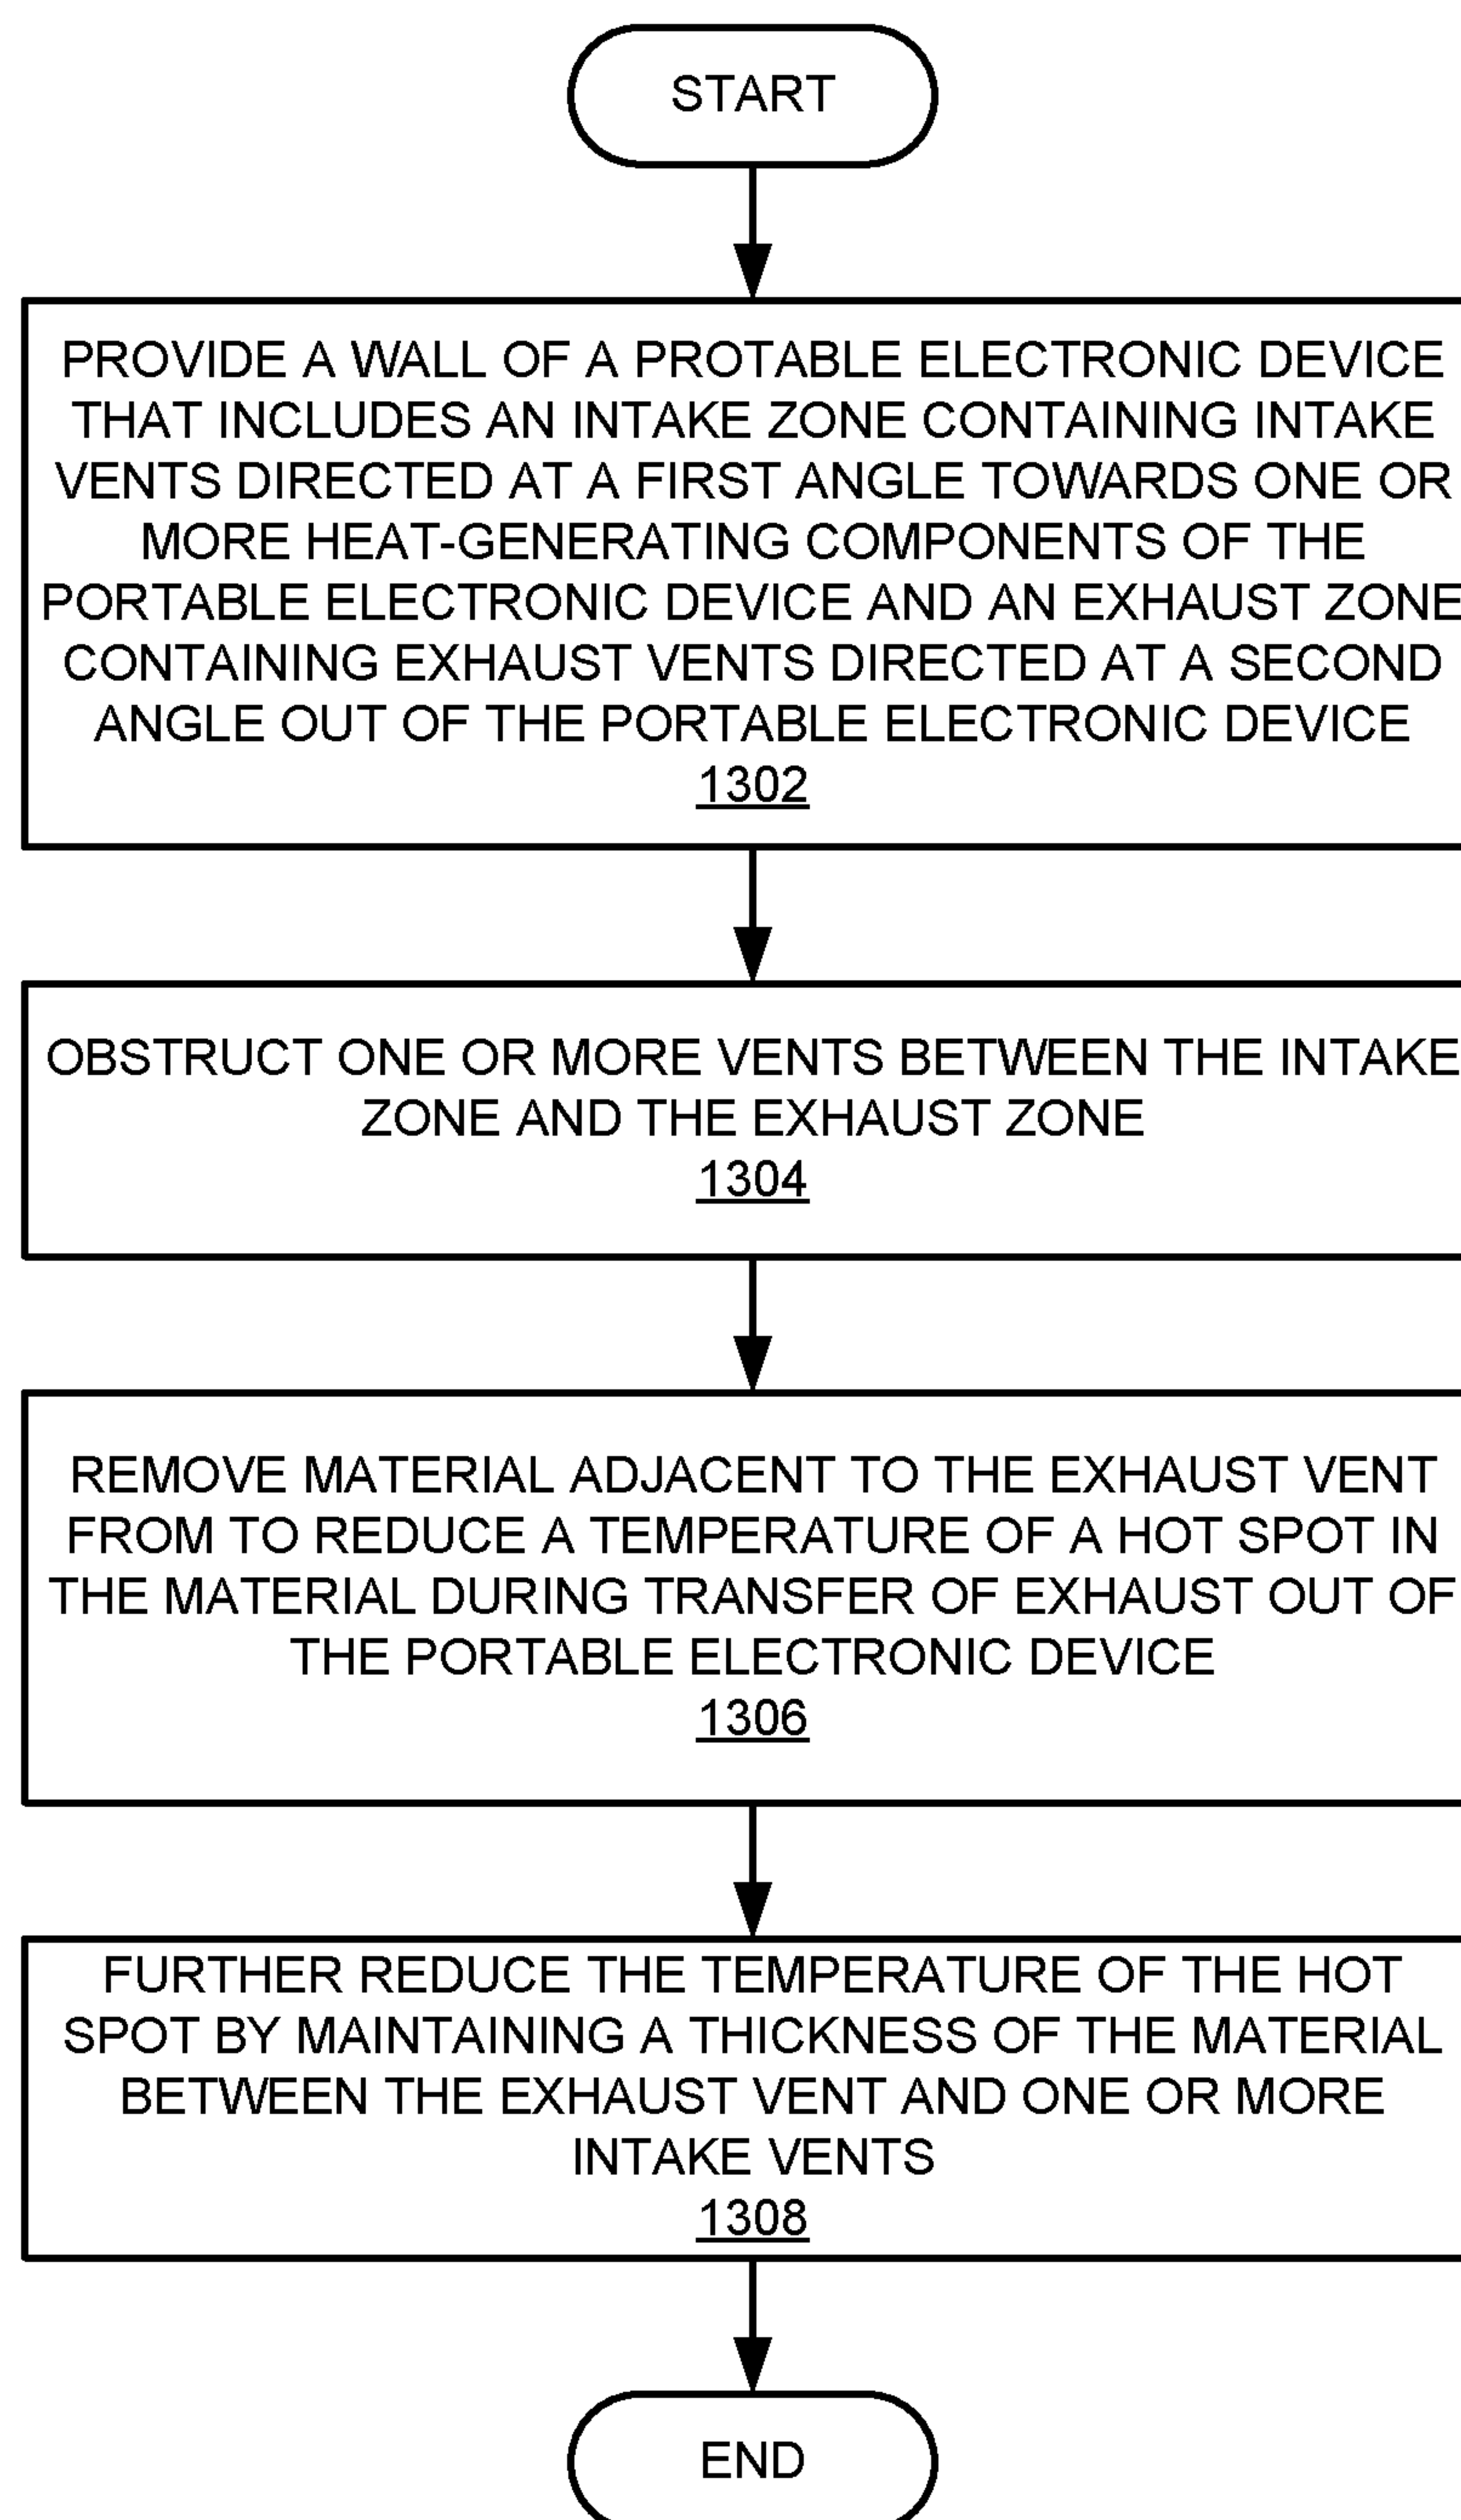 START
PROVIDE A WALL OF A PROTABLE ELECTRONIC DEVICE
THAT INCLUDES AN INTAKE ZONE CONTAINING INTAKE
VENTS DIRECTED AT A FIRST ANGLE TOWARDS ONE OR
MORE HEAT-GENERATING COMPONENTS OF THE
PORTABLE ELECTRONIC DEVICE AND AN EXHAUST ZONE
CONTAINING EXHAUST VENTS DIRECTED AT A SECOND
ANGLE OUT OF THE PORTABLE ELECTRONIC DEVICE
1302
OBSTRUCT ONE OR MORE VENTS BETWEEN THE INTAKE
ZONE AND THE EXHAUST ZONE
1304
REMOVE MATERIAL ADJACENT TO THE EXHAUST VENT
FROM TO REDUCE A TEMPERATURE OF A HOT SPOT IN
THE MATERIAL DURING TRANSFER OF EXHAUST OUT OF
THE PORTABLE ELECTRONIC DEVICE
1306
FURTHER REDUCE THE TEMPERATURE OF THE HOT
SPOT BY MAINTAINING A THICKNESS OF THE MATERIAL
BETWEEN THE EXHAUST VENT AND ONE OR MORE
INTAKE VENTS
1308
END